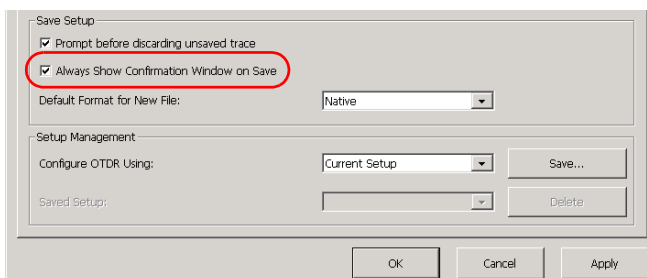 Save Setup
Prompt before discarding unsaved trace
Always Show Confirmation Window on Save
Default Format for New File: Native
Setup Management
Configure OTDR Using: Current Setup Save...
Saved Setup: Delete
OK Cancel Apply